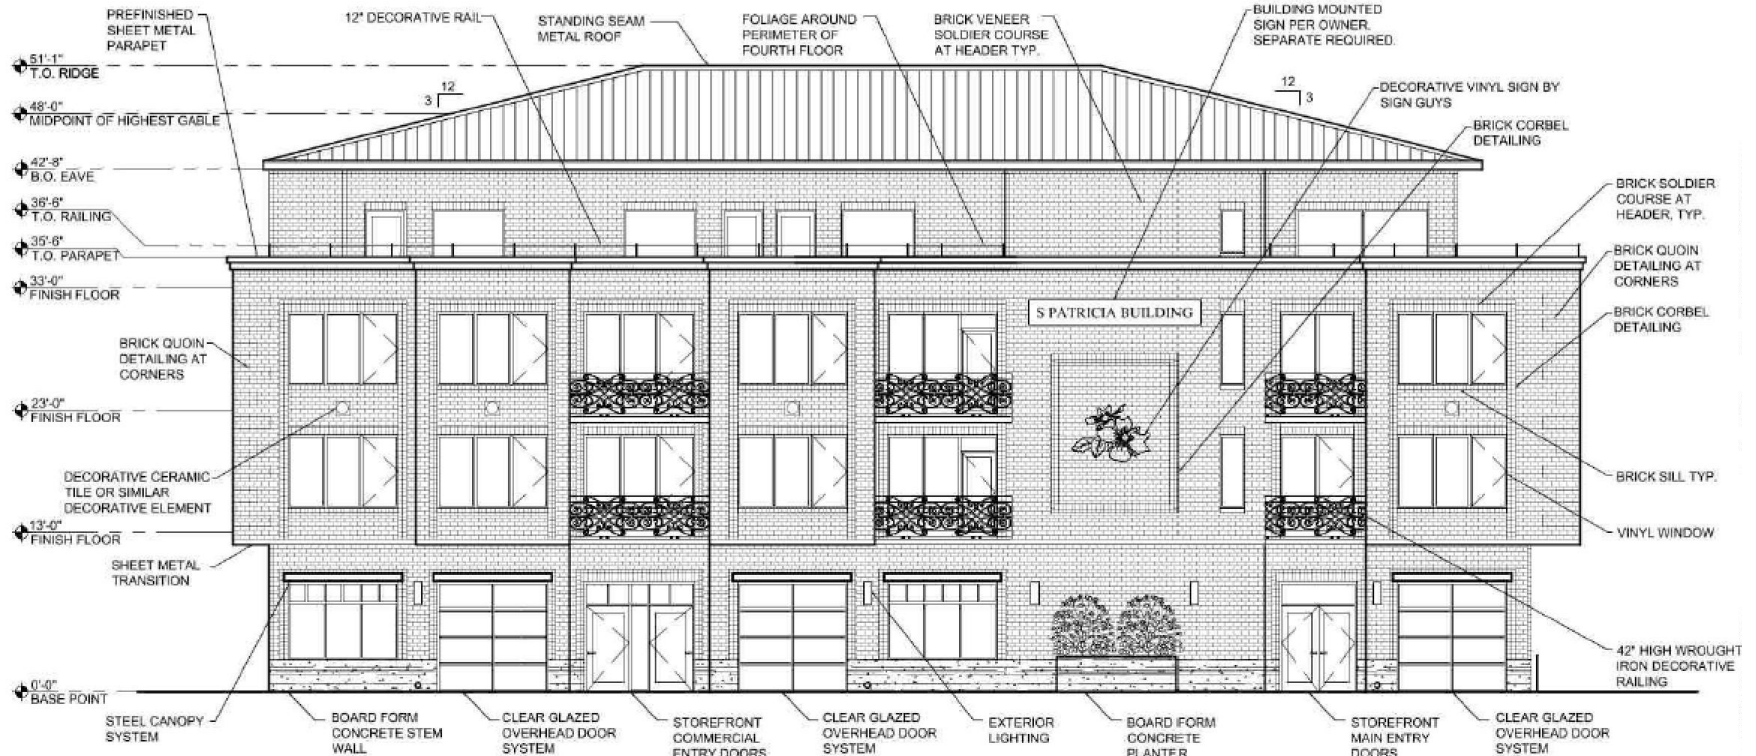 PREFINISHED
SHEET METAL
PARAPET
12" DECORATIVE RAIL
STANDING SEAM
METAL ROOF
FOLIAGE AROUND
PERIMETER OF
FOURTH FLOOR
BRICK VENEER
SOLDIER COURSE
AT HEADER TYP.
BUILDING MOUNTED
SIGN PER OWNER.
SEPARATE REQUIRED.
51'-1"
T.O. RIDGE
12
3
12
3
DECORATIVE VINYL SIGN BY
SIGN GUYS
48'-0"
MIDPOINT OF HIGHEST GABLE
BRICK CORBEL
DETAILING
42'-8"
B.O. EAVE
BRICK SOLDIER
COURSE AT
HEADER, TYP.
36'-6"
T.O. RAILING
35'-6"
T.O. PARAPET
BRICK QUOIN
DETAILING AT
CORNERS
33'-0"
FINISH FLOOR
S PATRICIA BUILDING
BRICK CORBEL
DETAILING
BRICK QUOIN
DETAILING AT
CORNERS
23'-0"
FINISH FLOOR
DECORATIVE CERAMIC
TILE OR SIMILAR
DECORATIVE ELEMENT
BRICK SILL TYP.
13'-0"
FINISH FLOOR
VINYL WINDOW
SHEET METAL
TRANSITION
42" HIGH WROUGHT
IRON DECORATIVE
RAILING
0'-0"
BASE POINT
STEEL CANOPY
SYSTEM
BOARD FORM
CONCRETE STEM
WALL
CLEAR GLAZED
OVERHEAD DOOR
SYSTEM
STOREFRONT
COMMERCIAL
ENTRY DOORS
CLEAR GLAZED
OVERHEAD DOOR
SYSTEM
EXTERIOR
LIGHTING
BOARD FORM
CONCRETE
PLANTER
STOREFRONT
MAIN ENTRY
DOORS
CLEAR GLAZED
OVERHEAD DOOR
SYSTEM